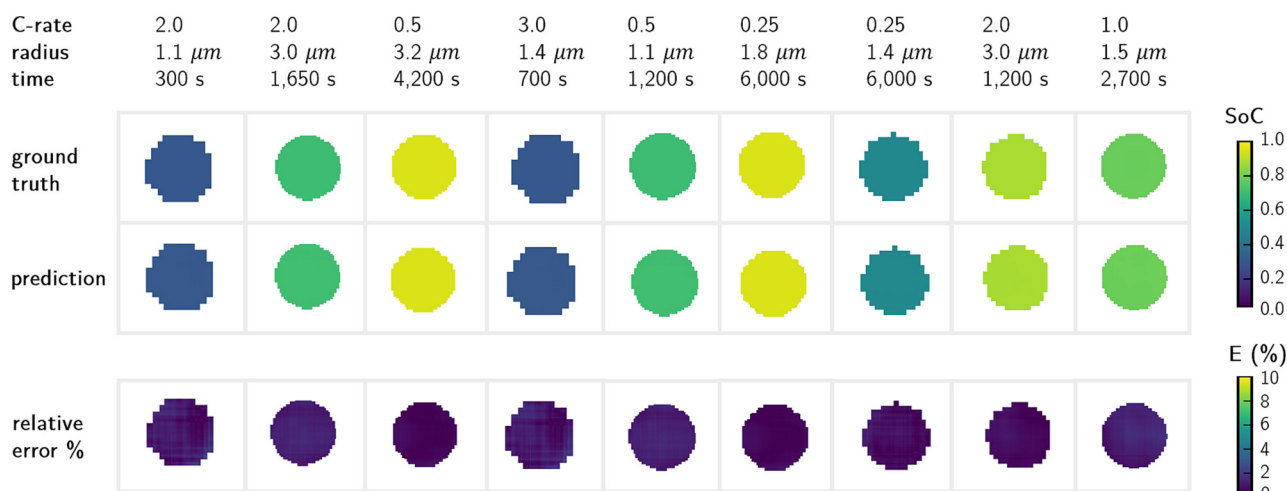 C-rate 2.0 2.0 0.5 3.0 0.5 0.25 0.25 2.0 1.0
radius 1.1 μm 3.0 μm 3.2 μm 1.4 μm 1.1 μm 1.8 μm 1.4 μm 3.0 μm 1.5 μm
time 300 s 1,650 s 4,200 s 700 s 1,200 s 6,000 s 6,000 s 1,200 s 2,700 s
SoC
ground
truth
1.0
0.8
0.6
0.4
0.2
0.0
prediction
E (%)
relative
error %
10
8
6
4
2
0